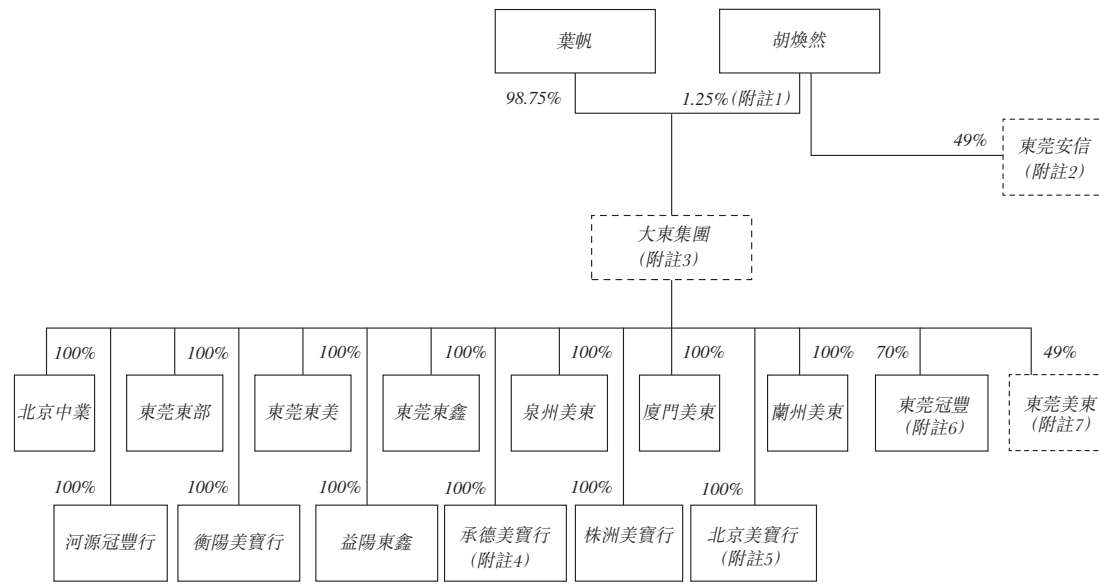 葉帆
胡煥然
98.75%
1.25%(附註1)
49%
東莞安信
(附註2)
大東集團
(附註3)
100%
100%
100%
100%
100%
100%
100%
70%
49%
北京中業
東莞東部
東莞東美
東莞東鑫
泉州美東
廈門美東
蘭州美東
東莞冠豐
(附註6)
東莞美東
(附註7)
100%
100%
100%
100%
100%
100%
河源冠豐行
衡陽美寶行
益陽東鑫
承德美寶行
(附註4)
株洲美寶行
北京美寶行
(附註5)